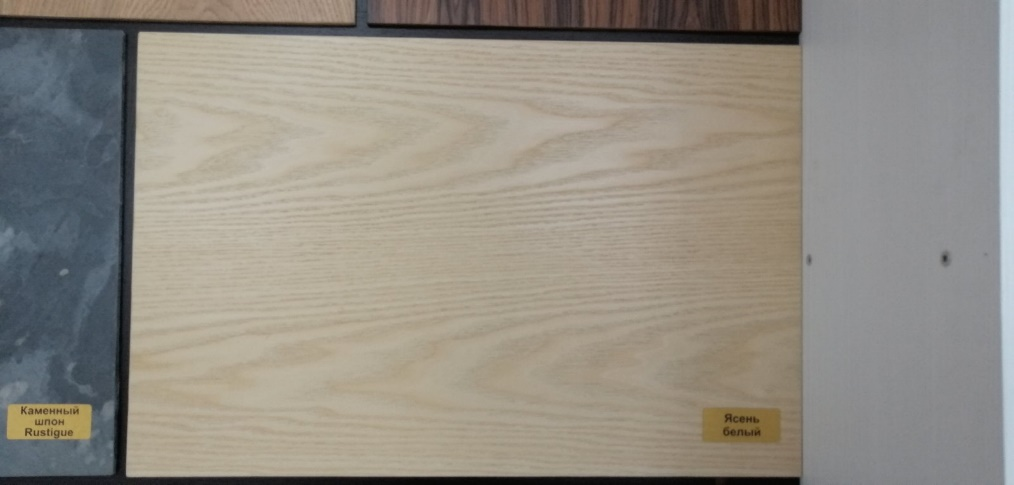 Каменный
шпон
Rustigue
Ясень
белый